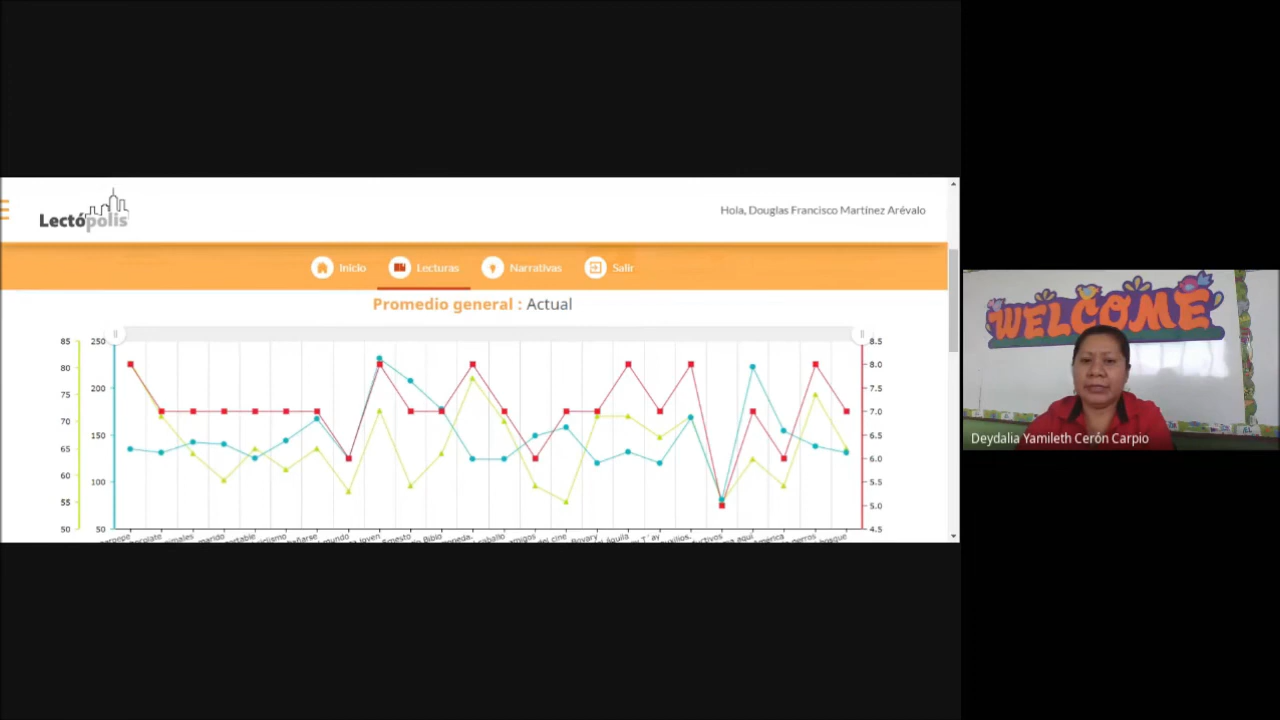 Lectópolis
Hola, Douglas Francisco Martínez Arévalo
Inicio
Lecturas
Narrativas
Salir
Promedio general : Actual
85
80
75
70
65
60
55
50
250
200
150
100
50
8.5
8.0
7.5
7.0
6.5
6.0
5.5
5.0
4.5
WELCOME
Deydalia Yamileth Cerón Carpio